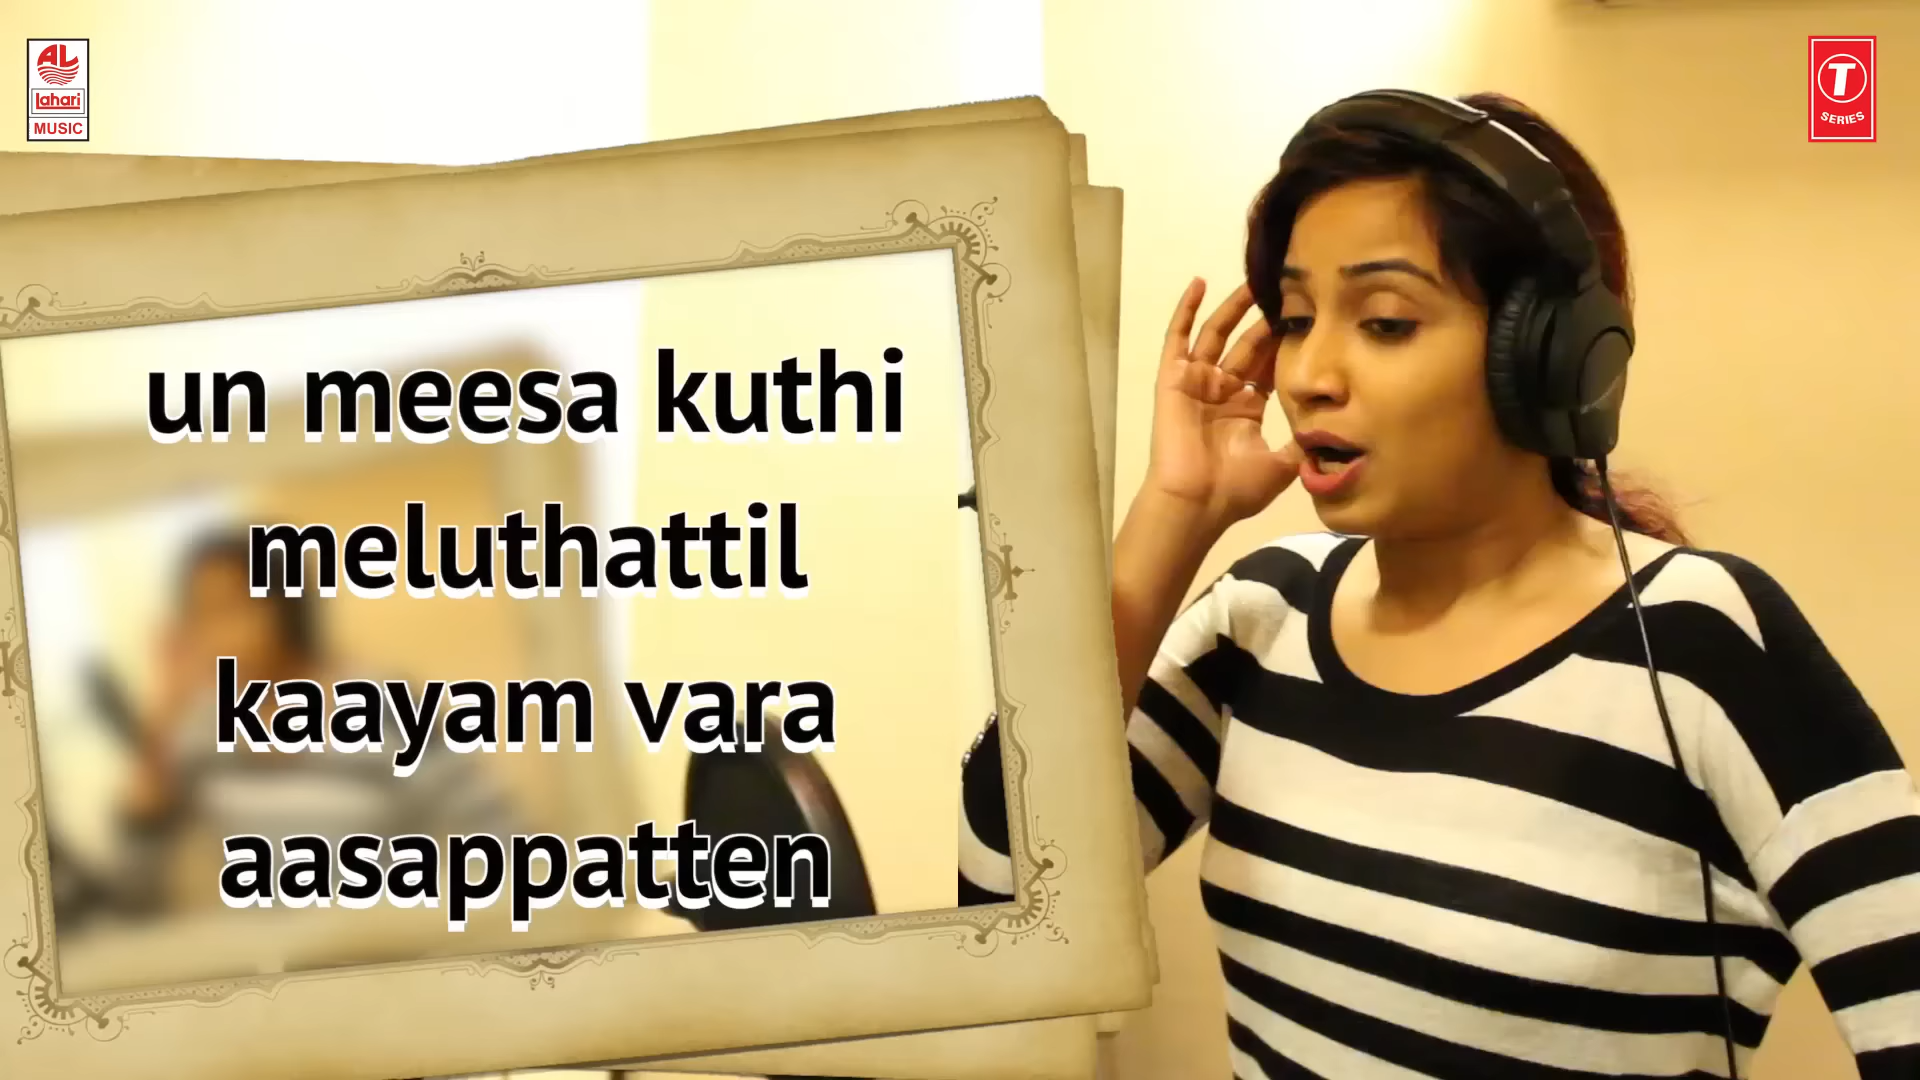 AL
lahari
MUSIC
T
SERIES
un meesa kuthi
meluthattil
kaayam vara
aasappatten